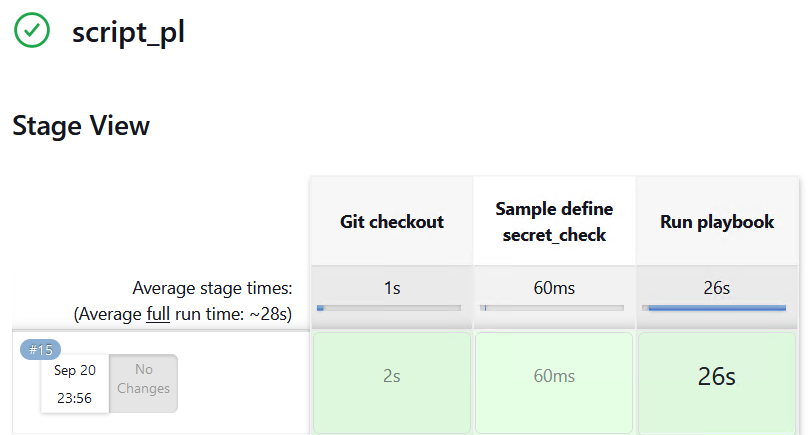 script_pl
Stage View
Git checkout
Sample define
secret_check
Run playbook
Average stage times:
(Average full run time: ~28s)
1s
60ms
26s
#15
Sep 20
23:56
No
Changes
2s
60ms
26s